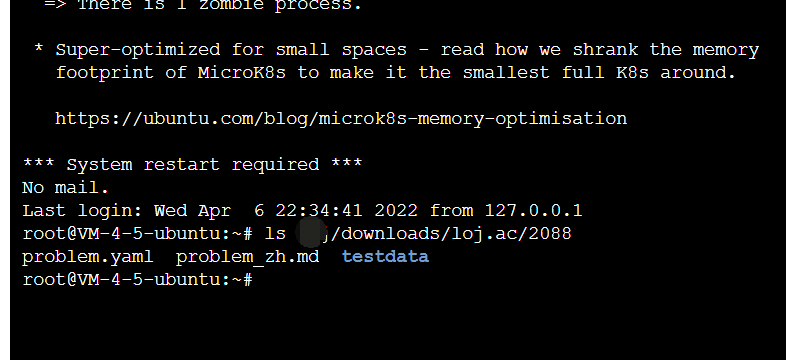 => There is 1 zombie process.
* Super-optimized for small spaces - read how we shrank the memory
footprint of MicroK8s to make it the smallest full K8s around.
https://ubuntu.com/blog/microk8s-memory-optimisation
*** System restart required ***
No mail.
Last login: Wed Apr  6 22:34:41 2022 from 127.0.0.1
root@VM-4-5-ubuntu:~# ls j/downloads/loj.ac/2088
problem.yaml  problem_zh.md  testdata
root@VM-4-5-ubuntu:~#